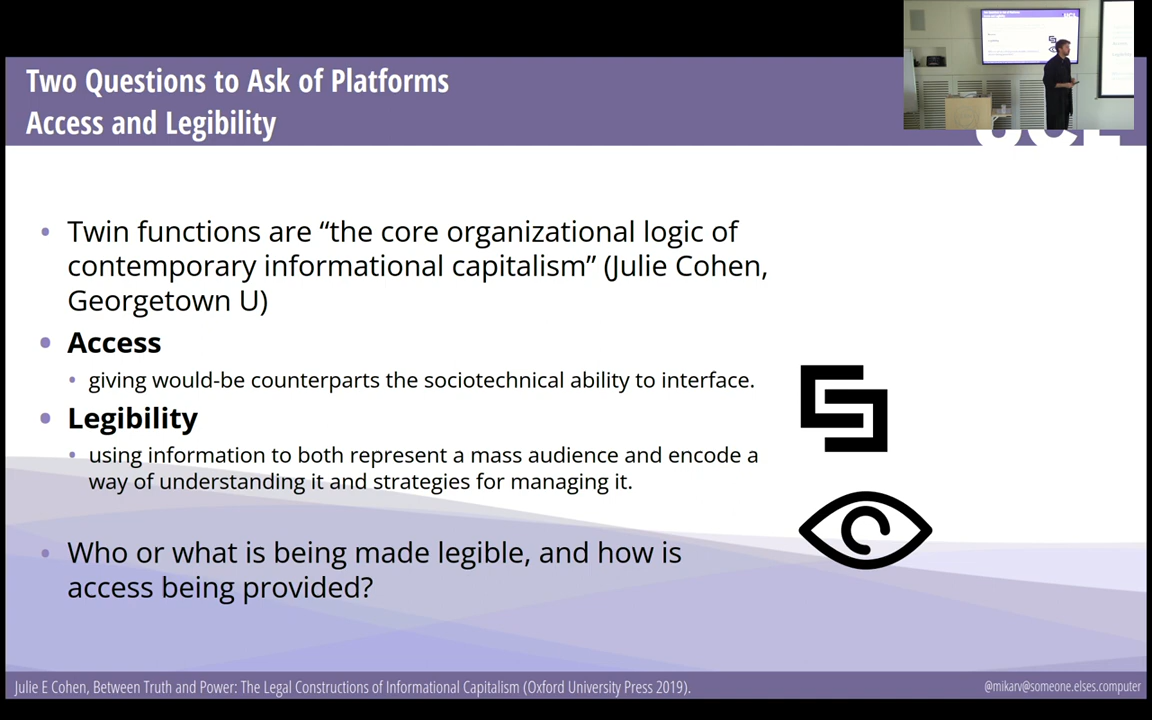 Two Questions to Ask of Platforms
Access and Legibility
UCL
• Twin functions are “the core organizational logic of
contemporary informational capitalism” (Julie Cohen,
Georgetown U)
• Access
• giving would-be counterparts the sociotechnical ability to interface.
• Legibility
• using information to both represent a mass audience and encode a
way of understanding it and strategies for managing it.
• Who or what is being made legible, and how is
access being provided?
Julie E Cohen, Between Truth and Power: The Legal Constructions of Informational Capitalism (Oxford University Press 2019).
@mikarv@someone.elses.computer